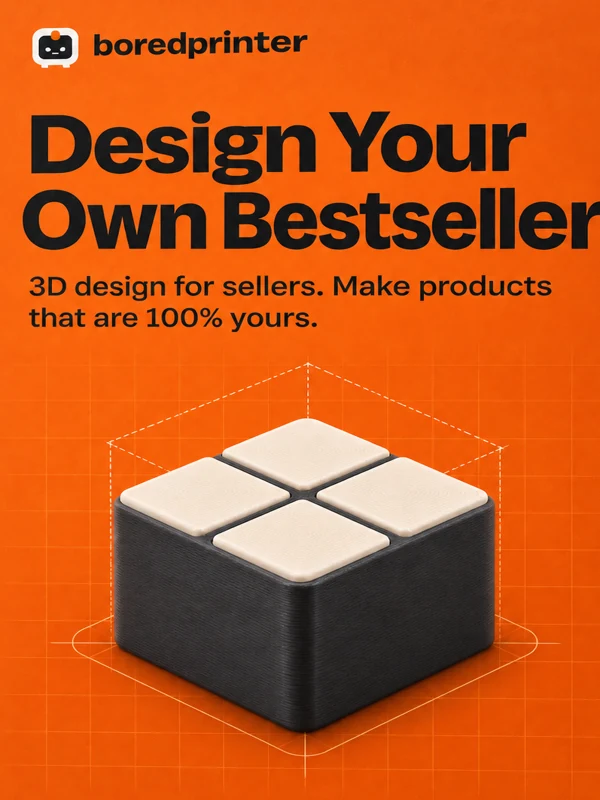 boredprinter
Design Your
Own Bestseller
3D design for sellers. Make products
that are 100% yours.